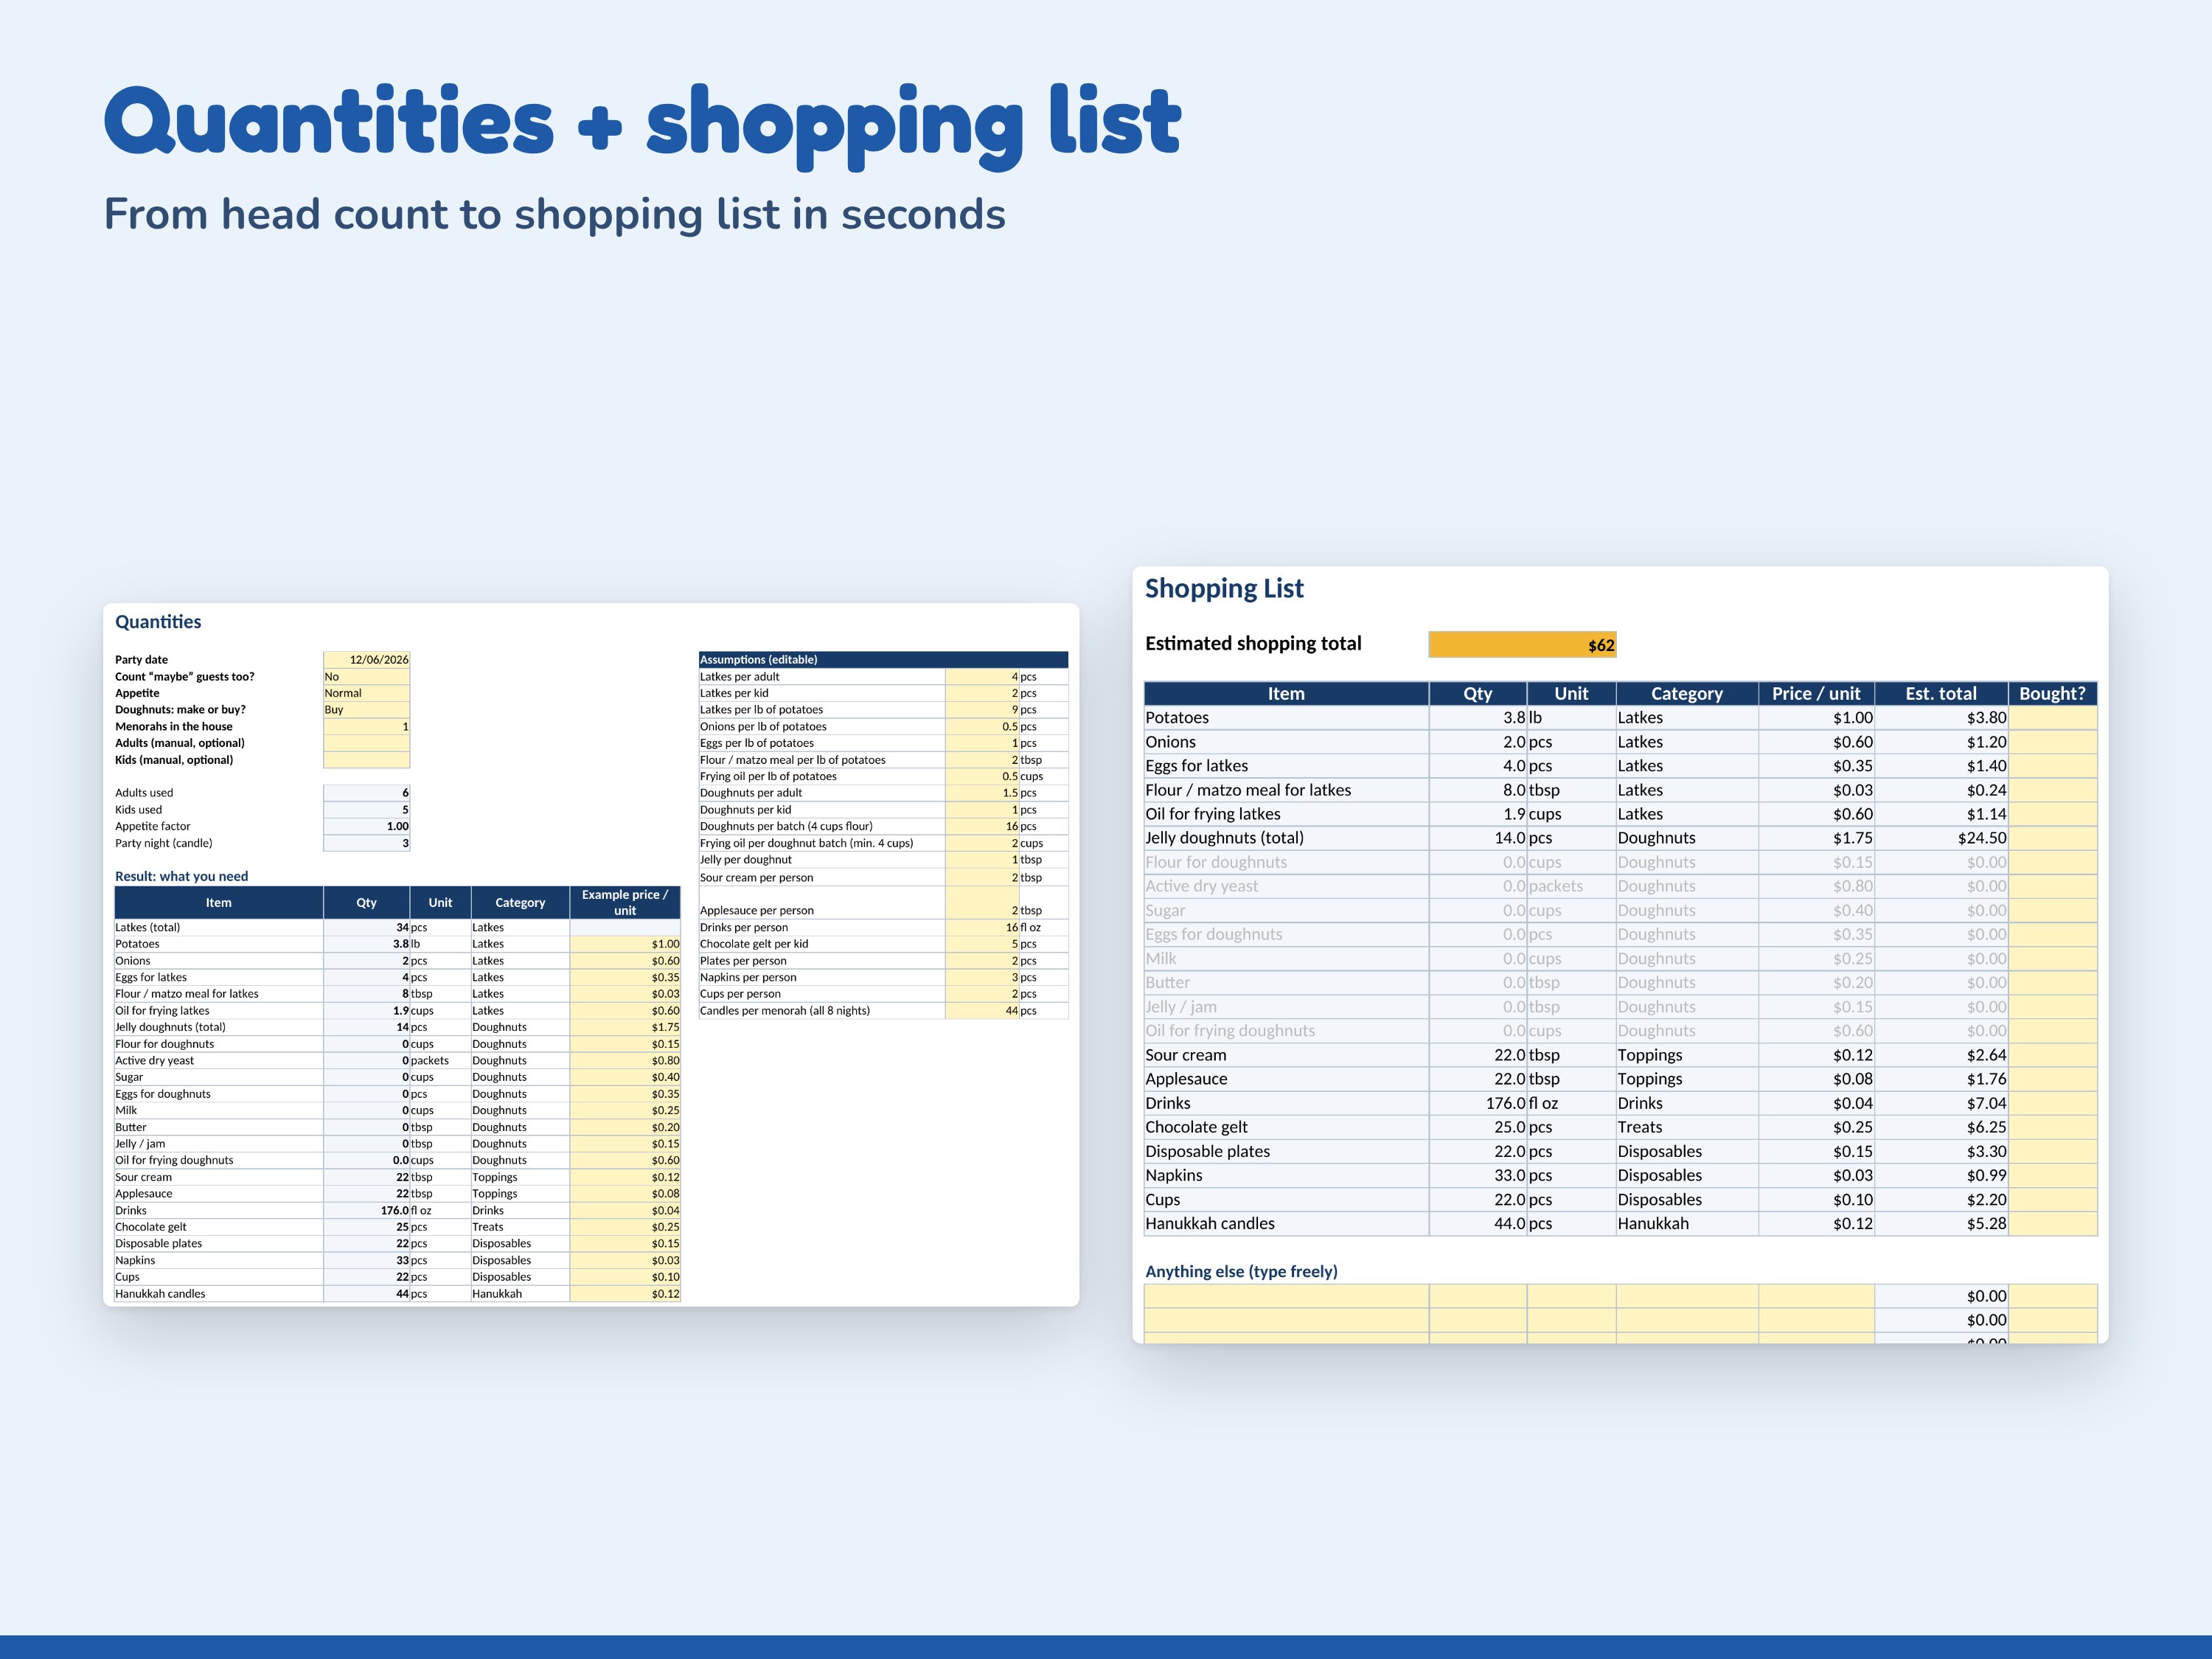 Quantities + shopping list
From head count to shopping list in seconds
Quantities
Party date 12/06/2026
Count “maybe” guests too? No
Appetite Normal
Doughnuts: make or buy? Buy
Menorahs in the house 1
Adults (manual, optional)
Kids (manual, optional)
Adults used 6
Kids used 5
Appetite factor 1.00
Party night (candle) 3
Result: what you need
Item Qty Unit Category Example price / unit
Latkes (total) 34 pcs Latkes
Potatoes 3.8 lb Latkes $1.00
Onions 2 pcs Latkes $0.60
Eggs for latkes 4 pcs Latkes $0.35
Flour / matzo meal for latkes 8 tbsp Latkes $0.03
Oil for frying latkes 1.9 cups Latkes $0.60
Jelly doughnuts (total) 14 pcs Doughnuts $1.75
Flour for doughnuts 0 cups Doughnuts $0.15
Active dry yeast 0 packets Doughnuts $0.80
Sugar 0 cups Doughnuts $0.40
Eggs for doughnuts 0 pcs Doughnuts $0.35
Milk 0 cups Doughnuts $0.25
Butter 0 tbsp Doughnuts $0.20
Jelly / jam 0 tbsp Doughnuts $0.15
Oil for frying doughnuts 0.0 cups Doughnuts $0.60
Sour cream 22 tbsp Toppings $0.12
Applesauce 22 tbsp Toppings $0.08
Drinks 176.0 fl oz Drinks $0.04
Chocolate gelt 25 pcs Treats $0.25
Disposable plates 22 pcs Disposables $0.15
Napkins 33 pcs Disposables $0.03
Cups 22 pcs Disposables $0.10
Hanukkah candles 44 pcs Hanukkah $0.12
Assumptions (editable)
Latkes per adult 4 pcs
Latkes per kid 2 pcs
Latkes per lb of potatoes 9 pcs
Onions per lb of potatoes 0.5 pcs
Eggs per lb of potatoes 1 pcs
Flour / matzo meal per lb of potatoes 2 tbsp
Frying oil per lb of potatoes 0.5 cups
Doughnuts per adult 1.5 pcs
Doughnuts per kid 1 pcs
Doughnuts per batch (4 cups flour) 16 pcs
Frying oil per doughnut batch (min. 4 cups) 2 cups
Jelly per doughnut 1 tbsp
Sour cream per person 2 tbsp
Applesauce per person 2 tbsp
Drinks per person 16 fl oz
Chocolate gelt per kid 5 pcs
Plates per person 2 pcs
Napkins per person 3 pcs
Cups per person 2 pcs
Candles per menorah (all 8 nights) 44 pcs
Shopping List
Estimated shopping total $62
Item Qty Unit Category Price / unit Est. total Bought?
Potatoes 3.8 lb Latkes $1.00 $3.80
Onions 2.0 pcs Latkes $0.60 $1.20
Eggs for latkes 4.0 pcs Latkes $0.35 $1.40
Flour / matzo meal for latkes 8.0 tbsp Latkes $0.03 $0.24
Oil for frying latkes 1.9 cups Latkes $0.60 $1.14
Jelly doughnuts (total) 14.0 pcs Doughnuts $1.75 $24.50
Flour for doughnuts 0.0 cups Doughnuts $0.15 $0.00
Active dry yeast 0.0 packets Doughnuts $0.80 $0.00
Sugar 0.0 cups Doughnuts $0.40 $0.00
Eggs for doughnuts 0.0 pcs Doughnuts $0.35 $0.00
Milk 0.0 cups Doughnuts $0.25 $0.00
Butter 0.0 tbsp Doughnuts $0.20 $0.00
Jelly / jam 0.0 tbsp Doughnuts $0.15 $0.00
Oil for frying doughnuts 0.0 cups Doughnuts $0.60 $0.00
Sour cream 22.0 tbsp Toppings $0.12 $2.64
Applesauce 22.0 tbsp Toppings $0.08 $1.76
Drinks 176.0 fl oz Drinks $0.04 $7.04
Chocolate gelt 25.0 pcs Treats $0.25 $6.25
Disposable plates 22.0 pcs Disposables $0.15 $3.30
Napkins 33.0 pcs Disposables $0.03 $0.99
Cups 22.0 pcs Disposables $0.10 $2.20
Hanukkah candles 44.0 pcs Hanukkah $0.12 $5.28
Anything else (type freely)
$0.00
$0.00
$0.00